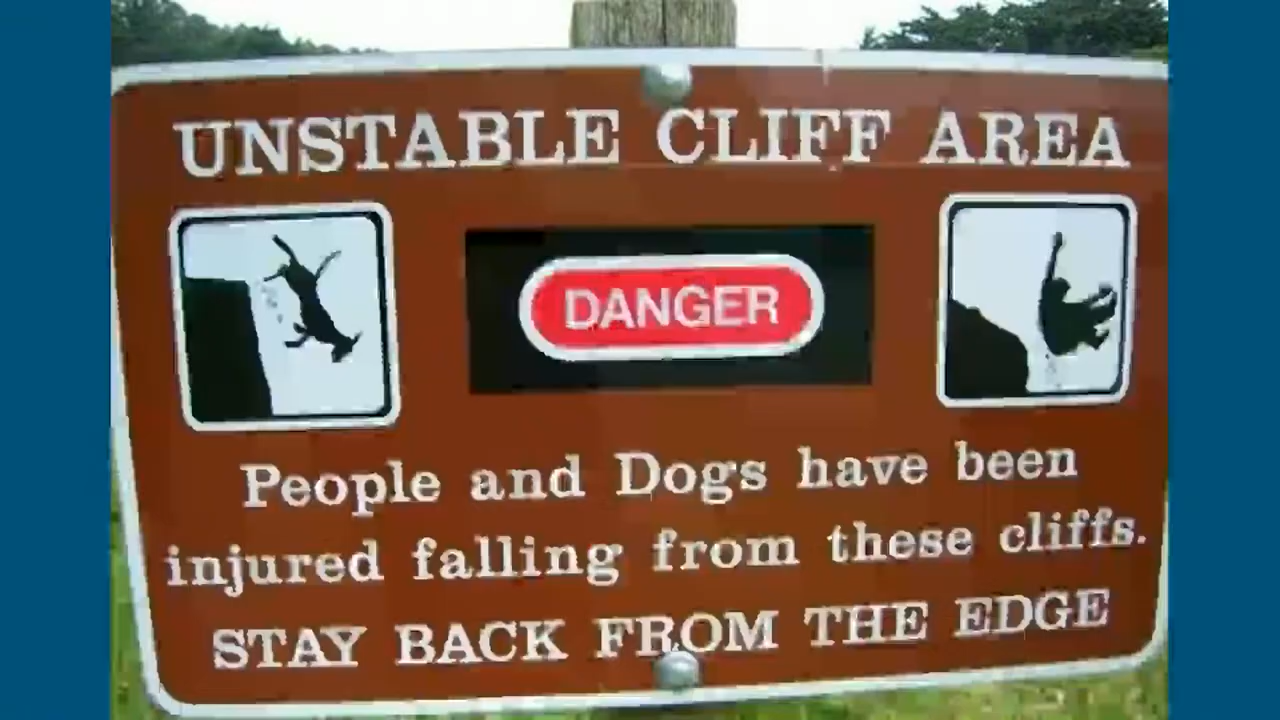 UNSTABLE CLIFF AREA
DANGER
People and Dogs have been
injured falling from these cliffs.
STAY BACK FROM THE EDGE